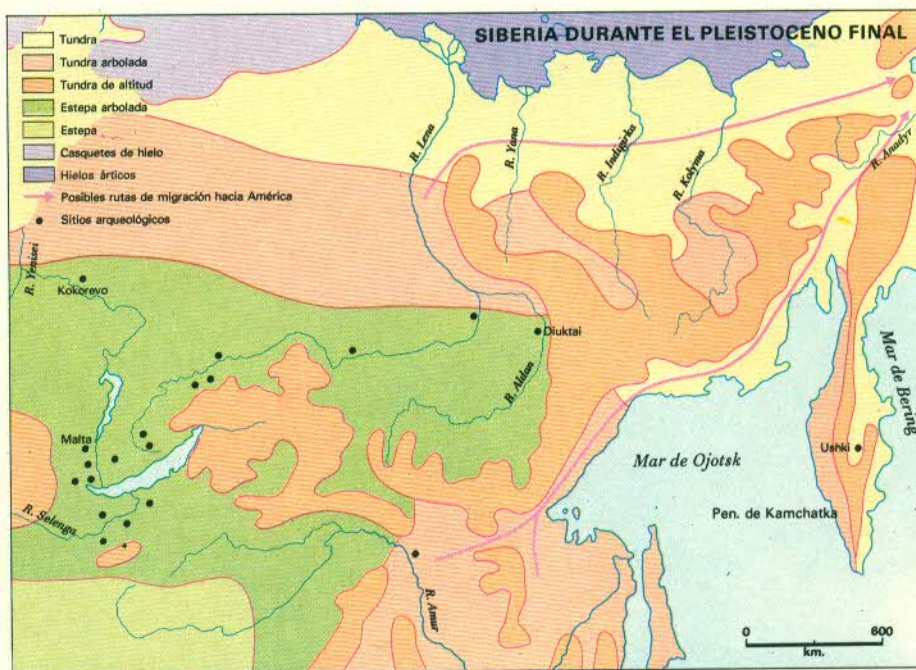 SIBERIA DURANTE EL PLEISTOCENO FINAL
Tundra
Tundra arbolada
Tundra de altitud
Estepa arbolada
Estepa
Casquetes de hielo
Hielos árticos
Posibles rutas de migración hacia América
Sitios arqueológicos
R. Lena
R. Yana
R. Indigirka
R. Kolyma
R. Anadyr
R. Yenisei
Kokorevo
Diuktai
R. Aldan
Mar de Bering
Malta
Ushki
Mar de Ojotsk
R. Selenga
Pen. de Kamchatka
R. Amur
0 600
km.